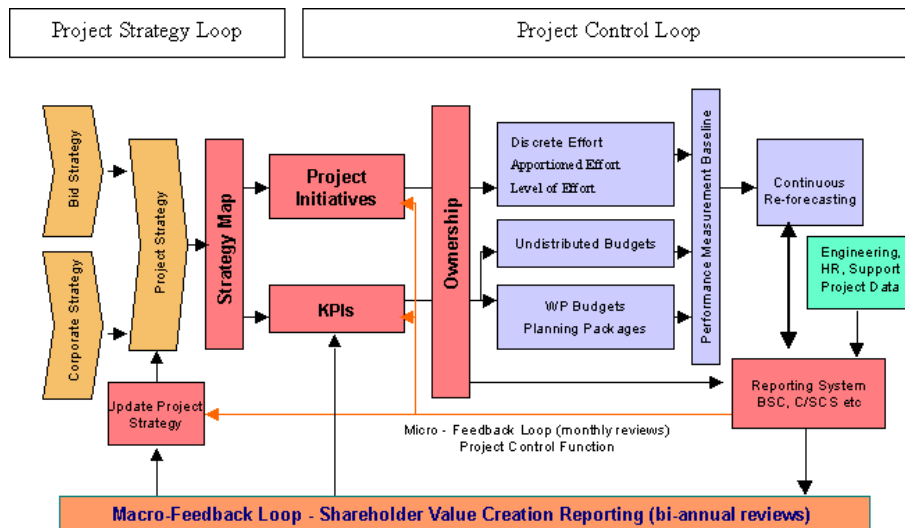 Project Strategy Loop
Project Control Loop
Bid Strategy
Corporate Strategy
Project Strategy
Strategy Map
Project
Initiatives
KPIs
Ownership
Discrete Effort
Apportioned Effort
Level of Effort
Undistributed Budgets
WP Budgets
Planning Packages
Performance Measurement Baseline
Continuous
Re-forecasting
Engineering,
HR, Support
Project Data
Reporting System
BSC, C/SCS etc
Update Project
Strategy
Micro - Feedback Loop (monthly reviews)
Project Control Function
Macro-Feedback Loop - Shareholder Value Creation Reporting (bi-annual reviews)